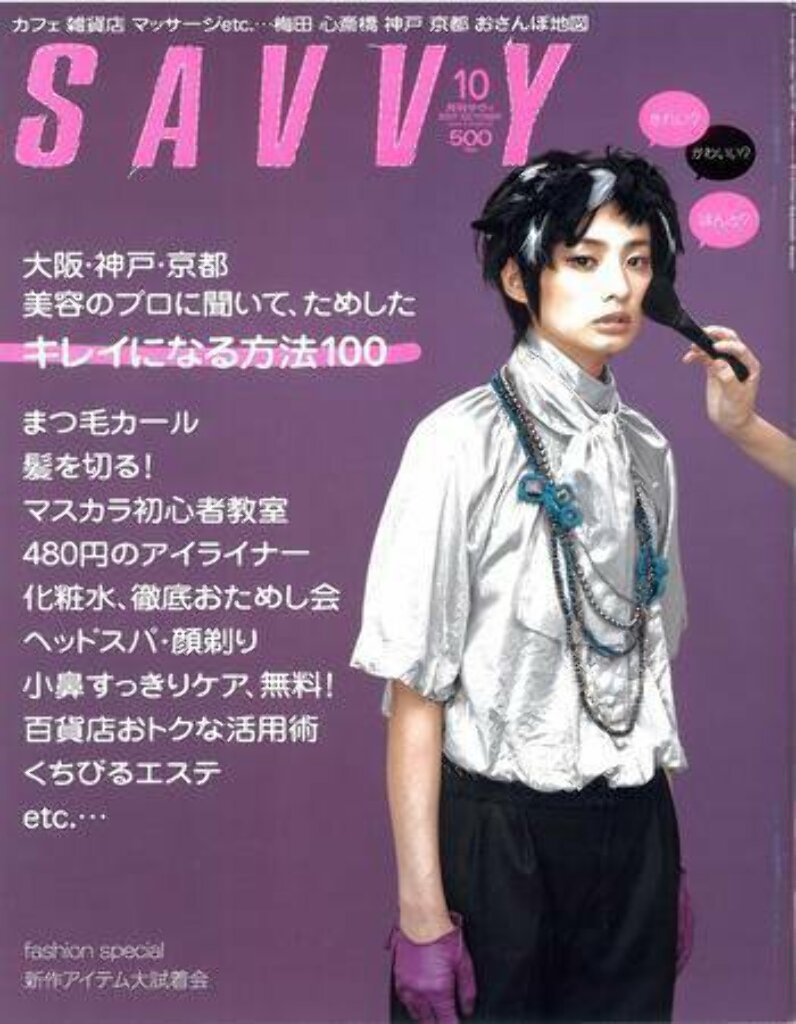 カフェ 雑貨店 マッサージetc.…梅田 心斎橋 神戸 京都 おさんぽ地図
SAVVY
10
500
きれい?
かわいい?
ほんま?
大阪・神戸・京都
美容のプロに聞いて、ためした
キレイになる方法100
まつ毛カール
髪を切る!
マスカラ初心者教室
480円のアイライナー
化粧水、徹底おためし会
ヘッドスパ・顔剃り
小鼻すっきりケア、無料!
百貨店おトクな活用術
くちびるエステ
etc.…
fashion special
新作アイテム大試着会